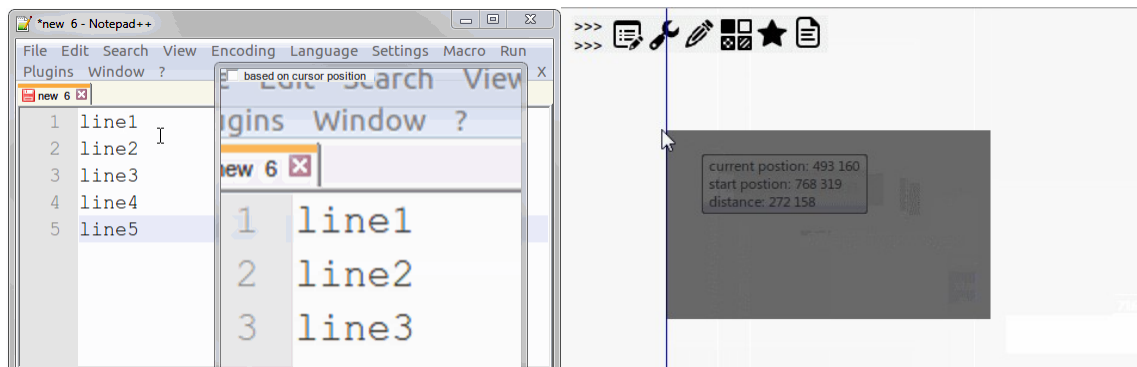 *new 6 - Notepad++
File Edit Search View Encoding Language Settings Macro Run
Plugins Window ? X
new 6
1 line1
2 line2
3 line3
4 line4
5 line5
based on cursor position
Edit Search View
ugins Window ?
new 6
1 line1
2 line2
3 line3
>>>
>>>
current postion: 493 160
start postion: 768 319
distance: 272 158